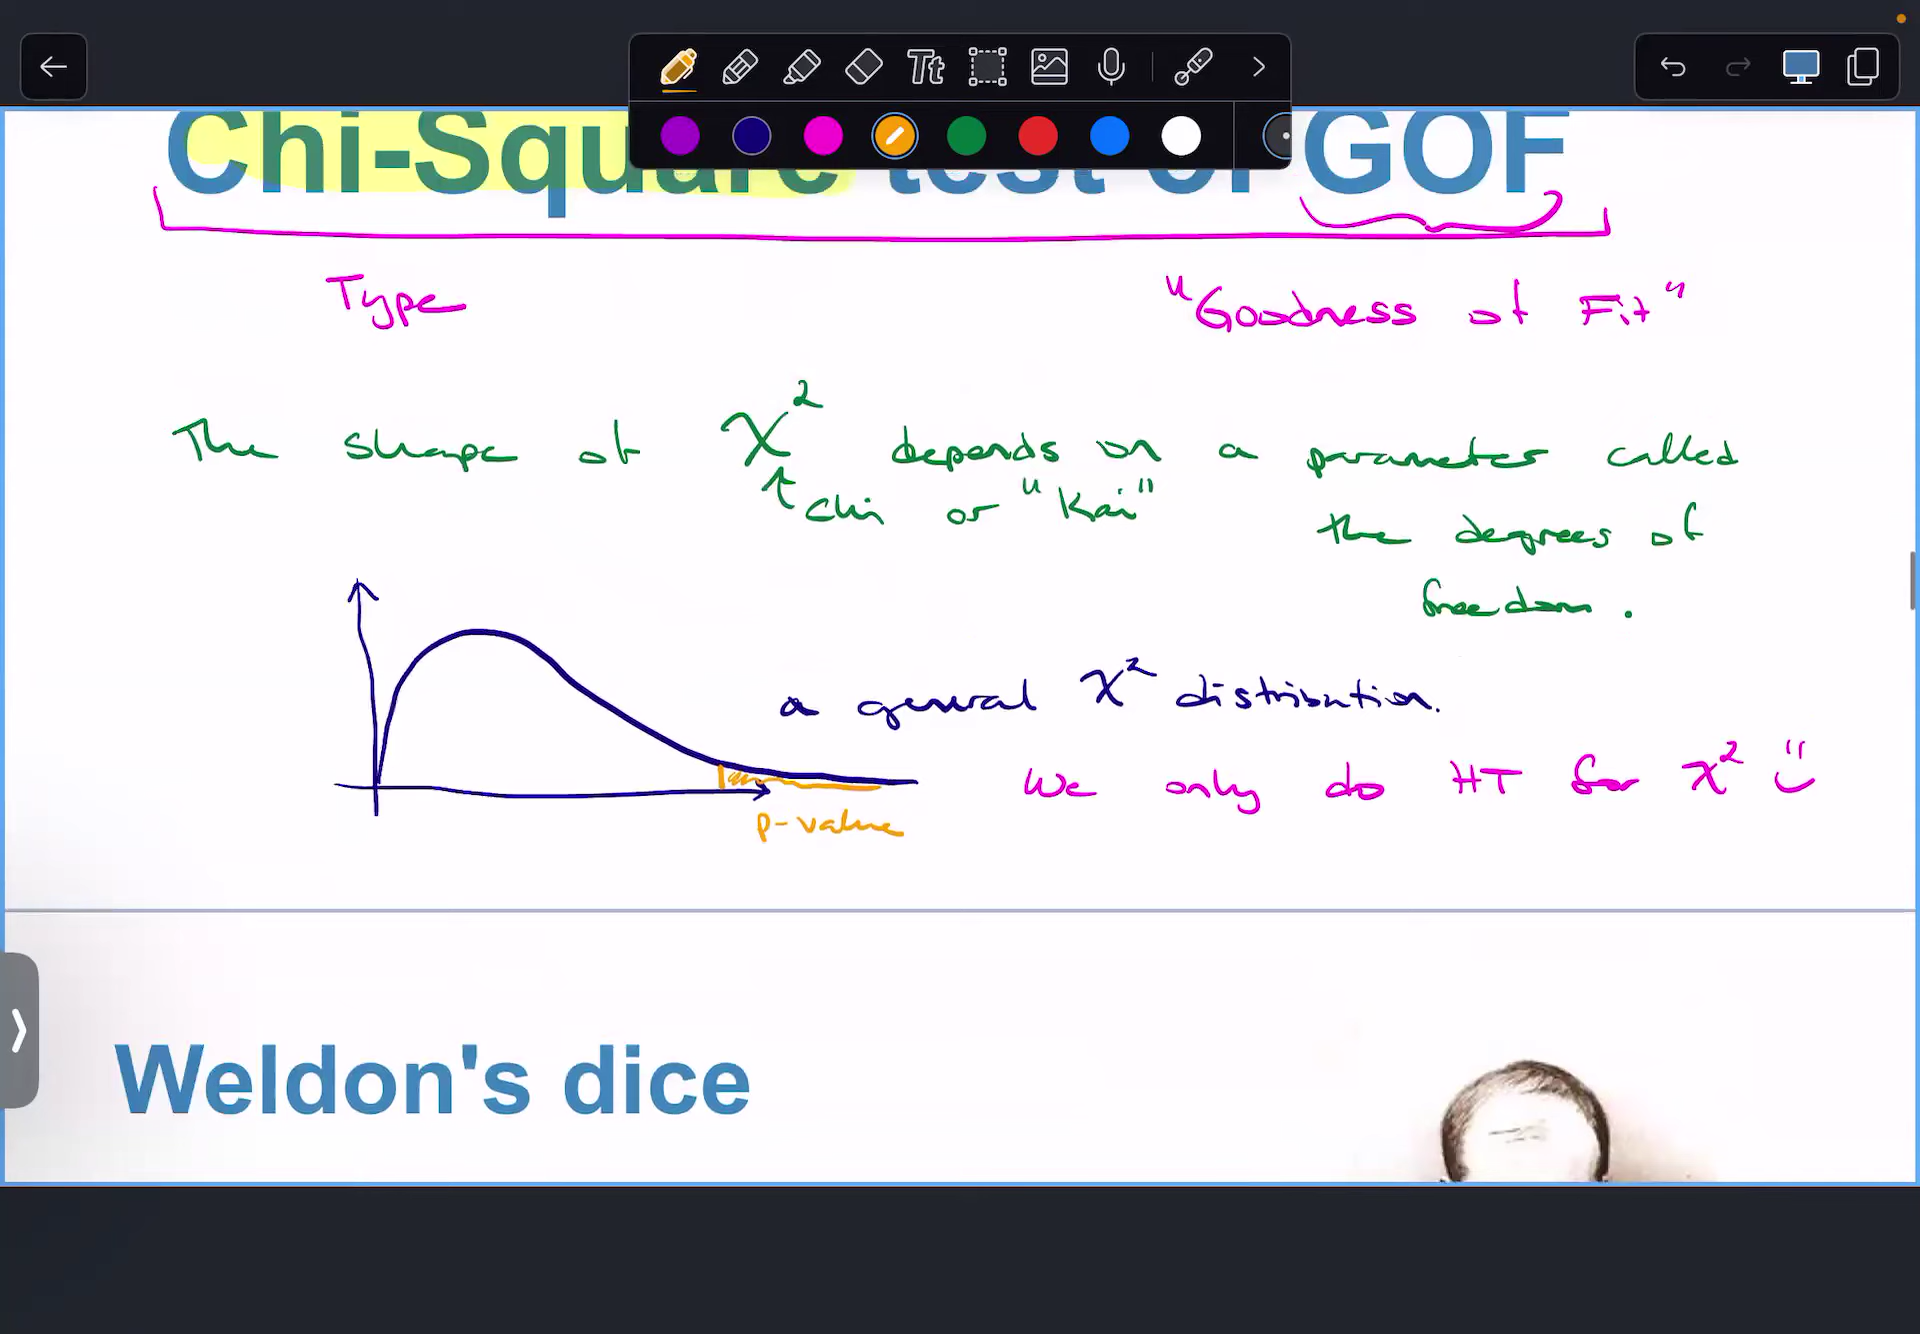 Tt
Chi-Square test of GOF
Type
"Goodness of Fit"
The shape of χ² depends on a parameter called
↑ chi or "Kai"
the degrees of
freedom.
a general χ² distribution.
We only do HT for χ² ü
p-value
Weldon's dice